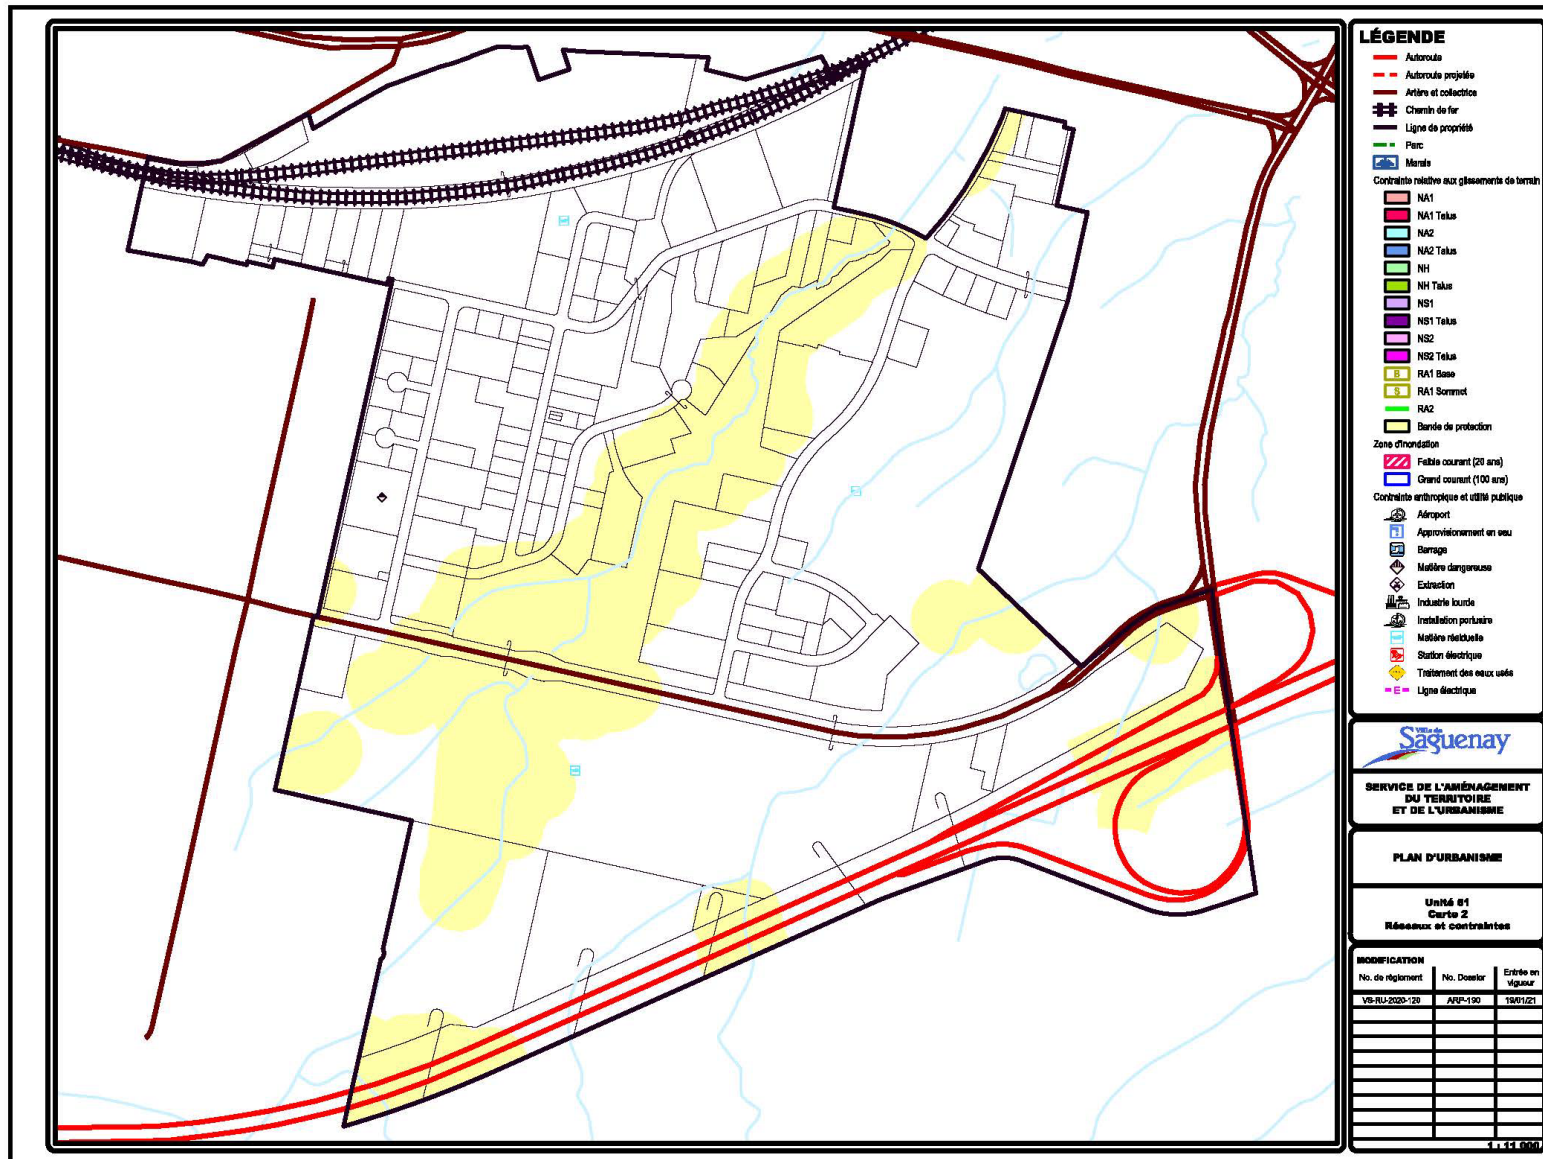 LÉGENDE
Autoroute
Autoroute projetée
Artère et collectrice
Chemin de fer
Ligne de propriété
Parc
Marais
Contrainte relative aux glissements de terrain
NA1
NA1 Talus
NA2
NA2 Talus
NH
NH Talus
NS1
NS1 Talus
NS2
NS2 Talus
B RA1 Base
S RA1 Sommet
RA2
Bande de protection
Zone d'inondation
Faible courant (20 ans)
Grand courant (100 ans)
Contrainte anthropique et utilité publique
Aéroport
Approvisionement en eau
Barrage
Matière dangereuse
Extraction
Industrie lourde
Installation portuaire
Matière résiduelle
Station électrique
Traitement des eaux usés
E Ligne électrique
Ville de
Saguenay
SERVICE DE L'AMÉNAGEMENT
DU TERRITOIRE
ET DE L'URBANISME
PLAN D'URBANISME
Unité 61
Carte 2
Réseaux et contraintes
MODIFICATION
No. de règlement No. Dossier Entrée en vigueur
VS-RU-2020-120 ARP-190 19/01/21
1 : 11 000